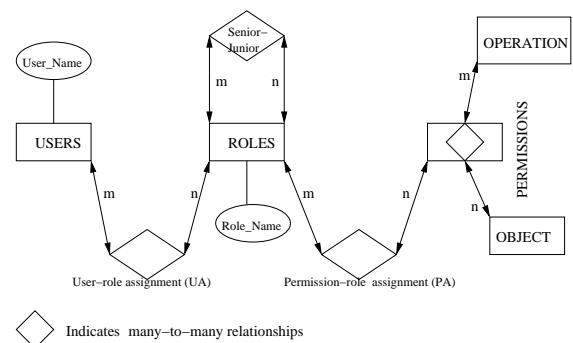 Senior-
Junior
OPERATION
User_Name
m
m
n
USERS
ROLES
PERMISSIONS
m
n
m
n
n
Role_Name
OBJECT
User-role assignment (UA)
Permission-role assignment (PA)
Indicates many-to-many relationships